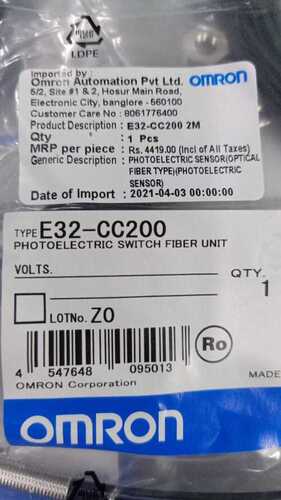 LDPE
Imported by :
Omron Automation Pvt Ltd. OMRON
5/2, Site #1 & 2, Hosur Main Road,
Electronic City, banglore - 560100
Customer Care No : 8061776400
Product Description : E32-CC200 2M
Qty : 1 Pcs
MRP per piece : Rs. 4419.00 (Incl of All Taxes)
Generic Description : PHOTOELECTRIC SENSOR(OPTICAL
FIBER TYPE)(PHOTOELECTRIC
SENSOR)
Date of Import : 2021-04-03 00:00:00
TYPE E32-CC200
PHOTOELECTRIC SWITCH FIBER UNIT
VOLTS.
QTY.
1
LOTNo. ZO
Ro
4 547648 095013
OMRON Corporation
MADE
OMRON
LDPE